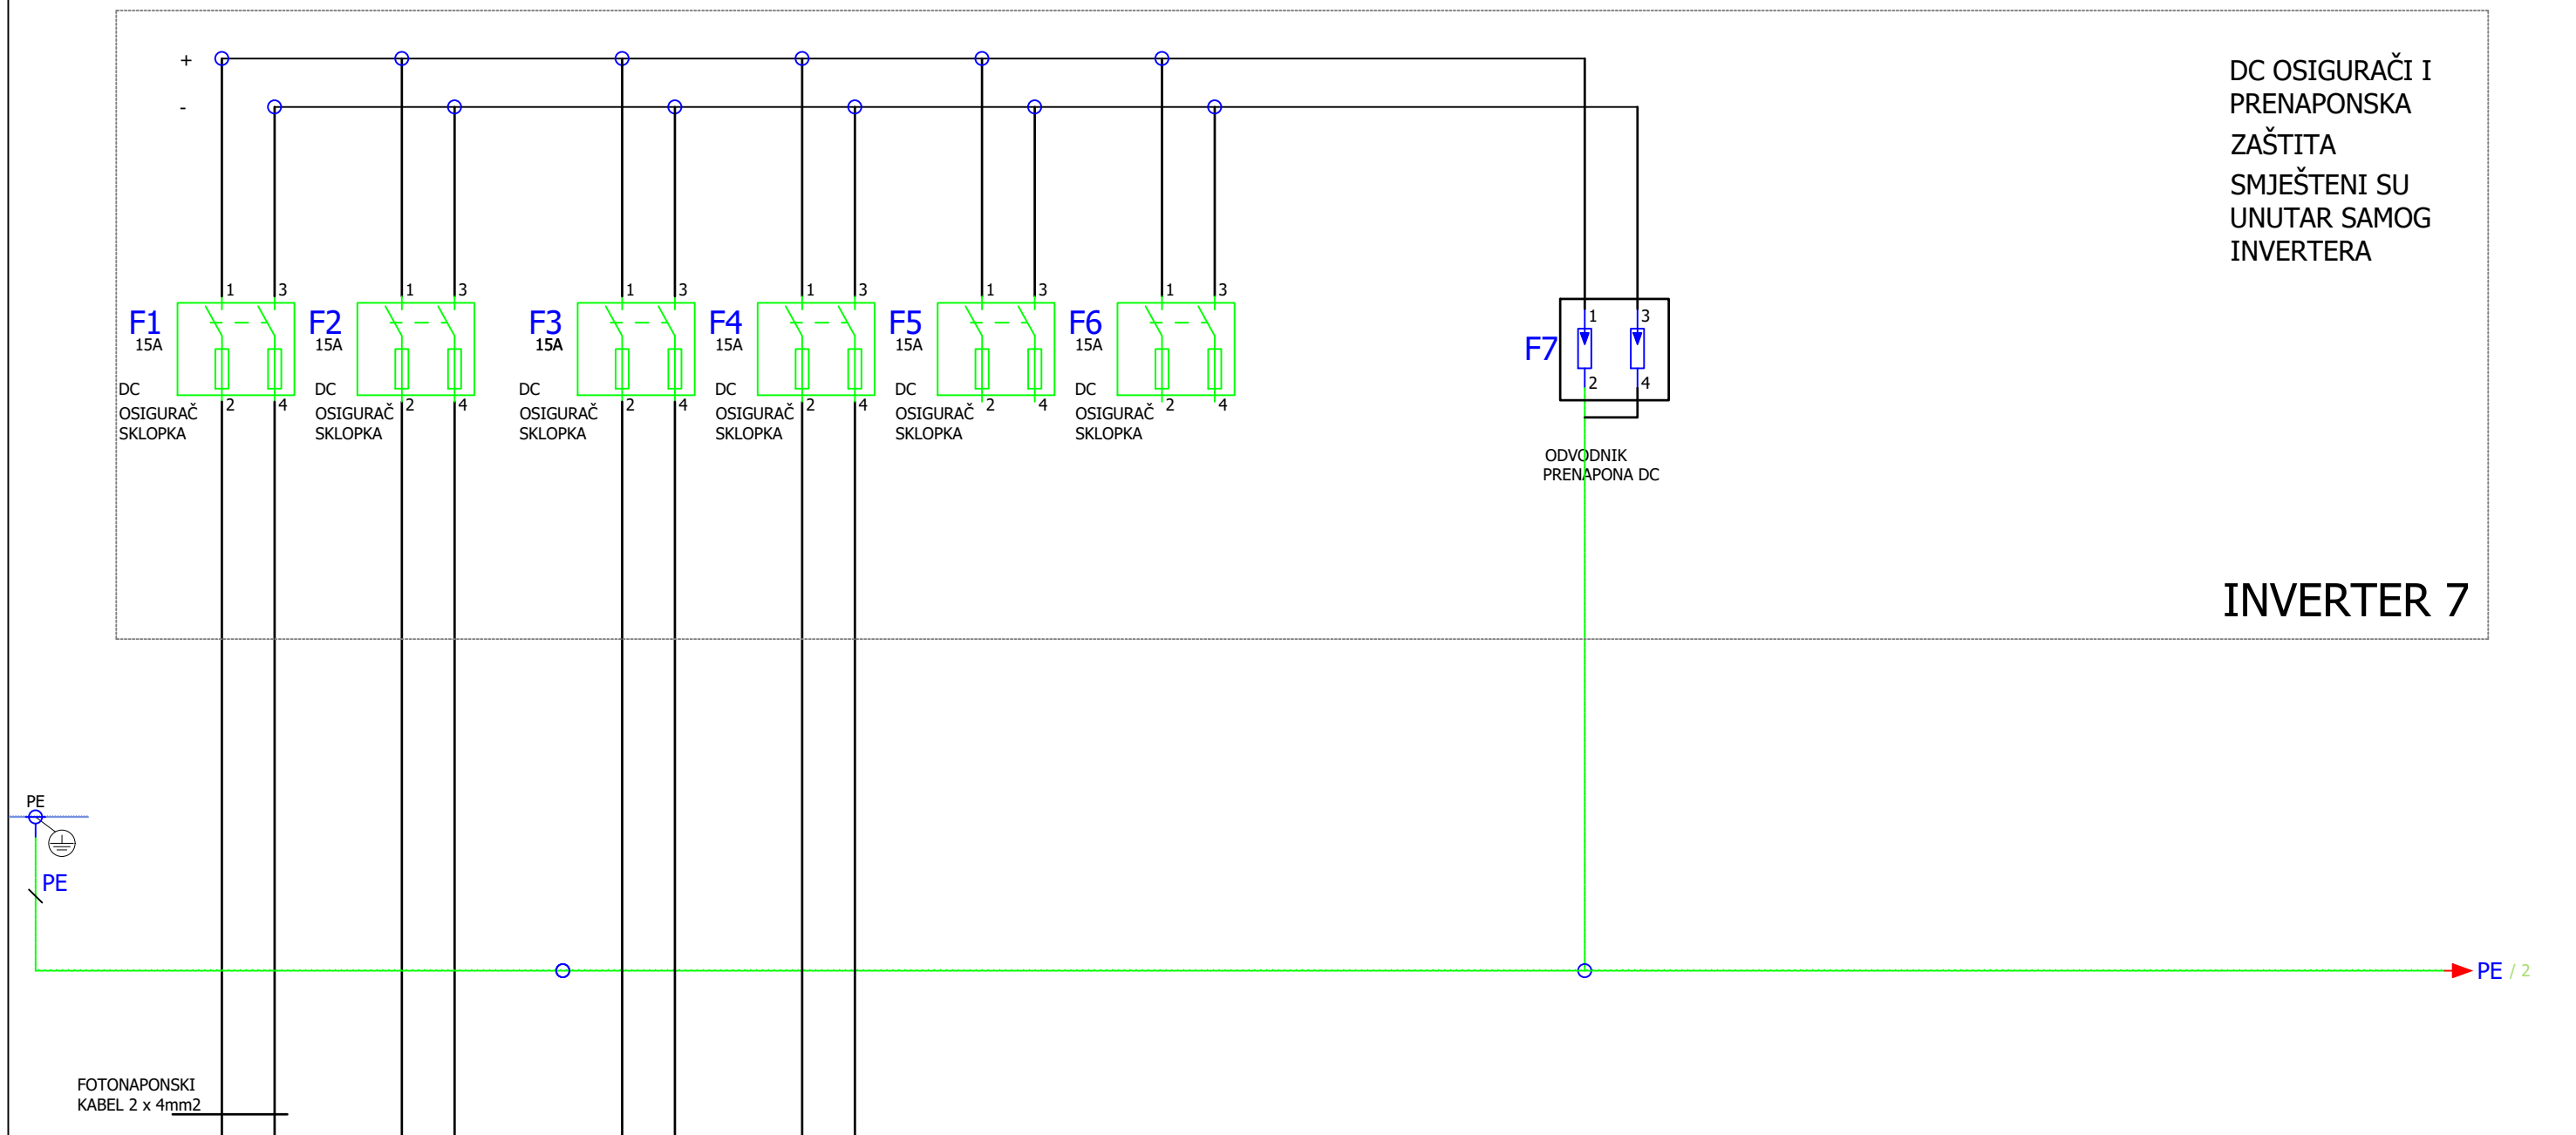 +
-
DC OSIGURAČI I
PRENAPONSKA
ZAŠTITA
SMJEŠTENI SU
UNUTAR SAMOG
INVERTERA
1 3 1 3 1 3 1 3 1 3 1 3
F1 F2 F3 F4 F5 F6
15A 15A 15A 15A 15A 15A
1 3
F7
2 4
DC DC DC DC DC DC
2 4 2 4 2 4 2 4 2 4 2 4
OSIGURAČ OSIGURAČ OSIGURAČ OSIGURAČ OSIGURAČ OSIGURAČ
SKLOPKA SKLOPKA SKLOPKA SKLOPKA SKLOPKA SKLOPKA
ODVODNIK
PRENAPONA DC
INVERTER 7
PE
PE
PE / 2
FOTONAPONSKI
KABEL 2 x 4mm2